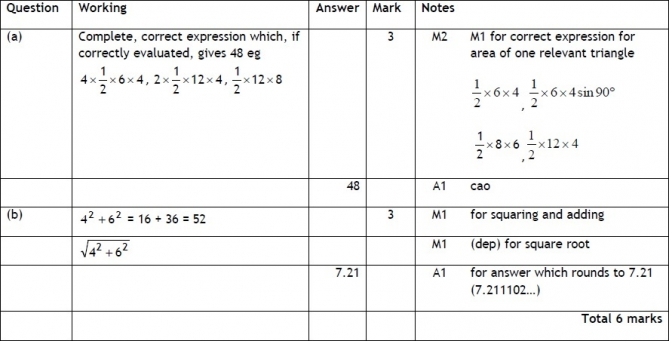 Question Working Answer Mark Notes
(a) Complete, correct expression which, if 3 M2 M1 for correct expression for
correctly evaluated, gives 48 eg area of one relevant triangle
4×1/2×6×4, 2×1/2×12×4, 1/2×12×8
1/2×6×4 , 1/2×6×4sin90°
1/2×8×6 , 1/2×12×4
48 A1 cao
(b) 4² + 6² = 16 + 36 = 52 3 M1 for squaring and adding
√(4² + 6²) M1 (dep) for square root
7.21 A1 for answer which rounds to 7.21
(7.211102...)
Total 6 marks